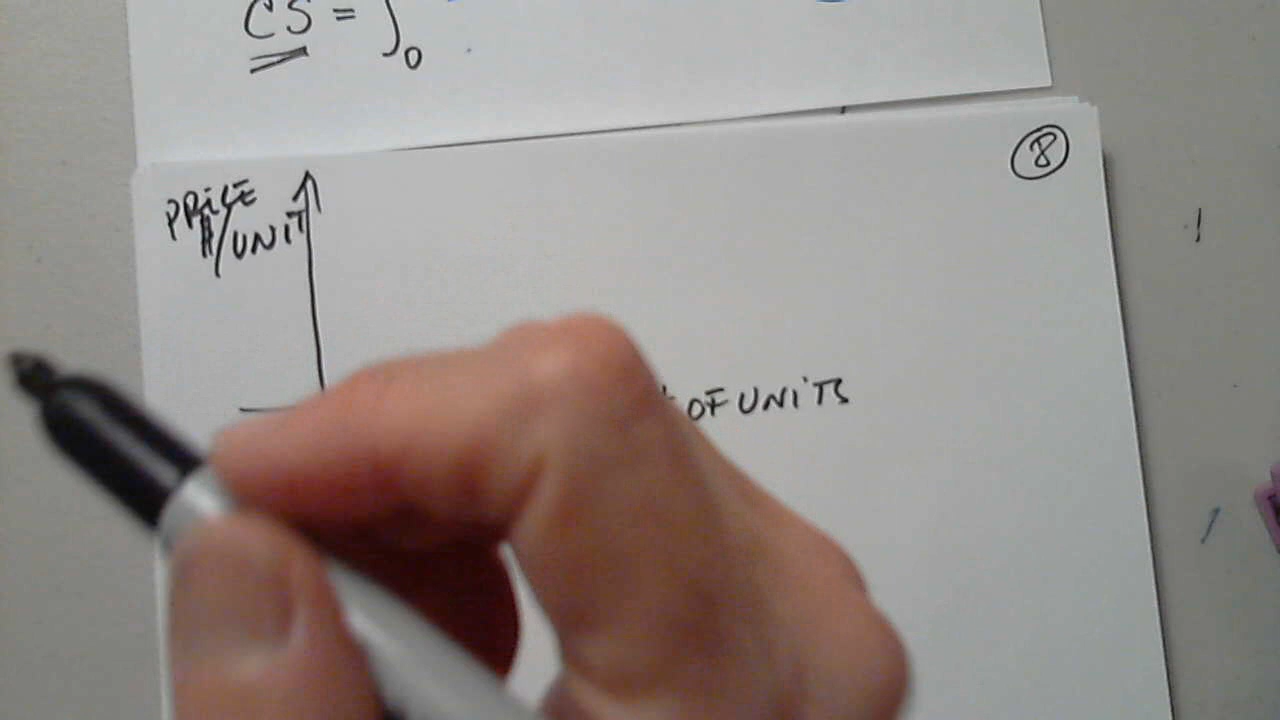 CS = ∫₀
8
PRICE
$/UNIT
OF UNITS